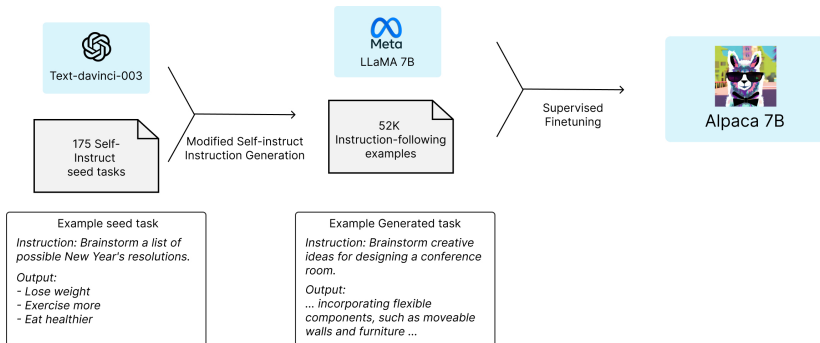 Text-davinci-003
175 Self-
Instruct
seed tasks
Modified Self-instruct
Instruction Generation
Meta
LLaMA 7B
52K
Instruction-following
examples
Supervised
Finetuning
Alpaca 7B
Example seed task
Instruction: Brainstorm a list of
possible New Year's resolutions.
Output:
- Lose weight
- Exercise more
- Eat healthier
Example Generated task
Instruction: Brainstorm creative
ideas for designing a conference
room.
Output:
... incorporating flexible
components, such as moveable
walls and furniture ...